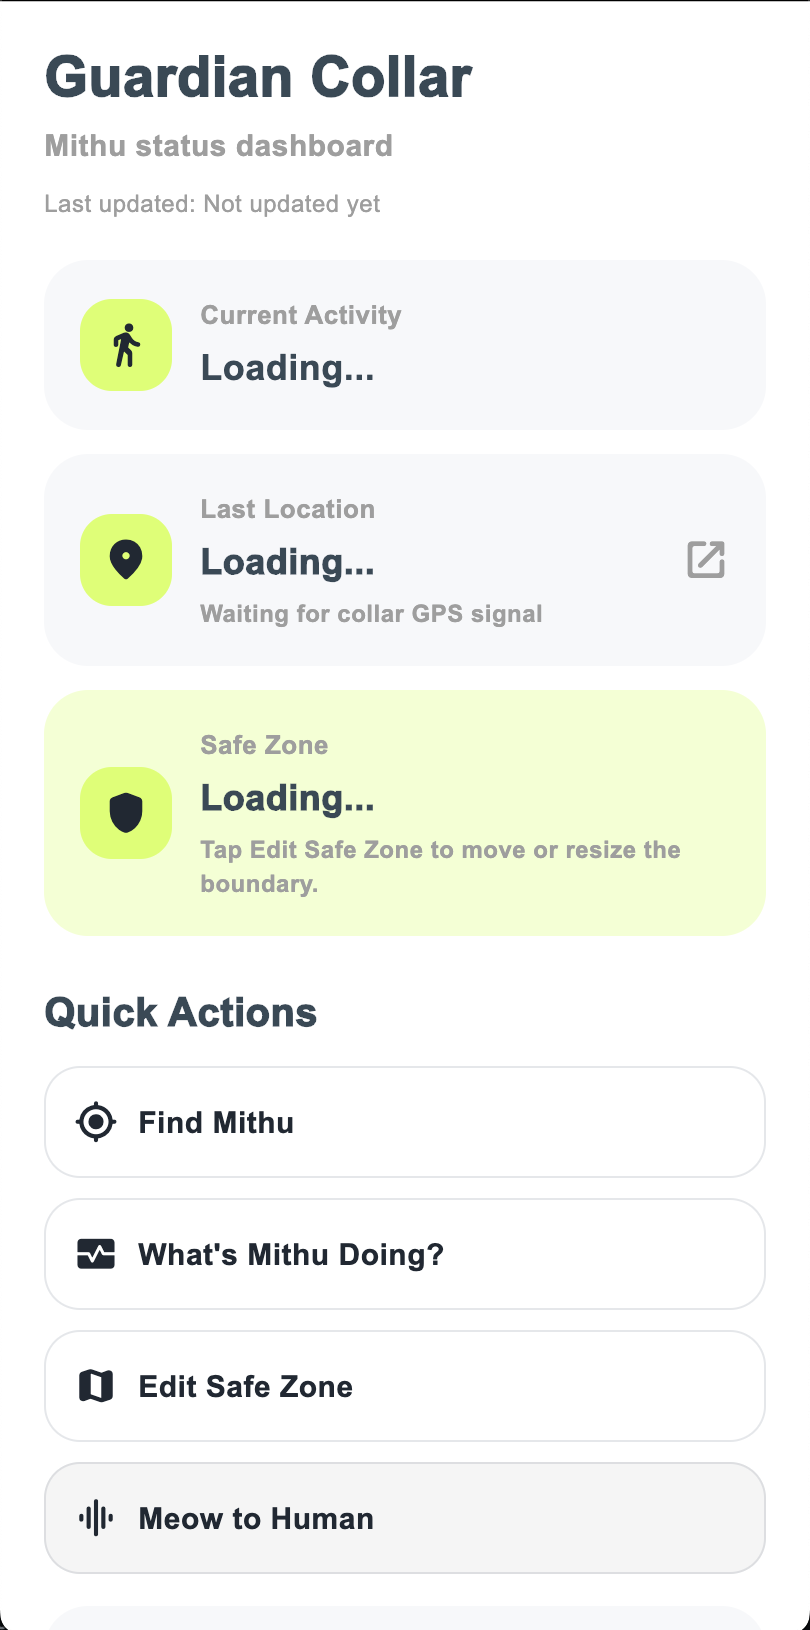 Guardian Collar
Mithu status dashboard
Last updated: Not updated yet
Current Activity
Loading...
Last Location
Loading...
Waiting for collar GPS signal
Safe Zone
Loading...
Tap Edit Safe Zone to move or resize the
boundary.
Quick Actions
Find Mithu
What's Mithu Doing?
Edit Safe Zone
Meow to Human